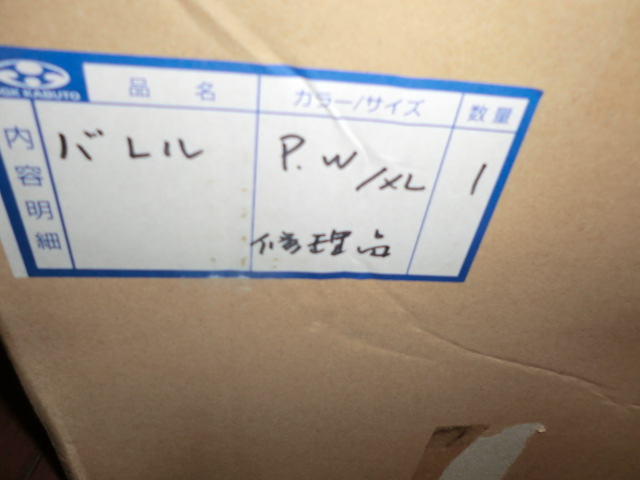 OGK KABUTO
品名 カラー/サイズ 数量
内容明細
バレル P.W/XL 1
修理品